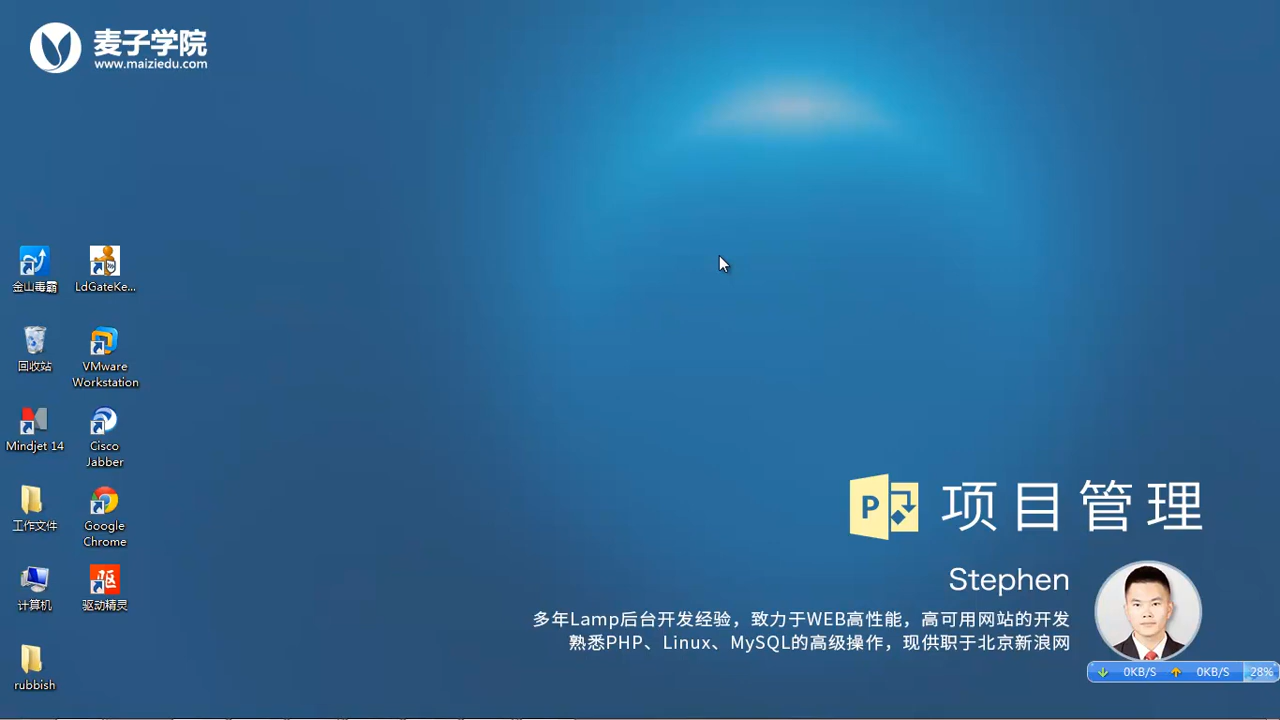 麦子学院
www.maiziedu.com
金山毒霸
LdGateKe...
回收站
VMware
Workstation
Mindjet 14
Cisco
Jabber
工作文件
Google
Chrome
计算机
驱
驱动精灵
rubbish
P
项目管理
Stephen
多年Lamp后台开发经验，致力于WEB高性能，高可用网站的开发
熟悉PHP、Linux、MySQL的高级操作，现供职于北京新浪网
0KB/S 0KB/S 28%